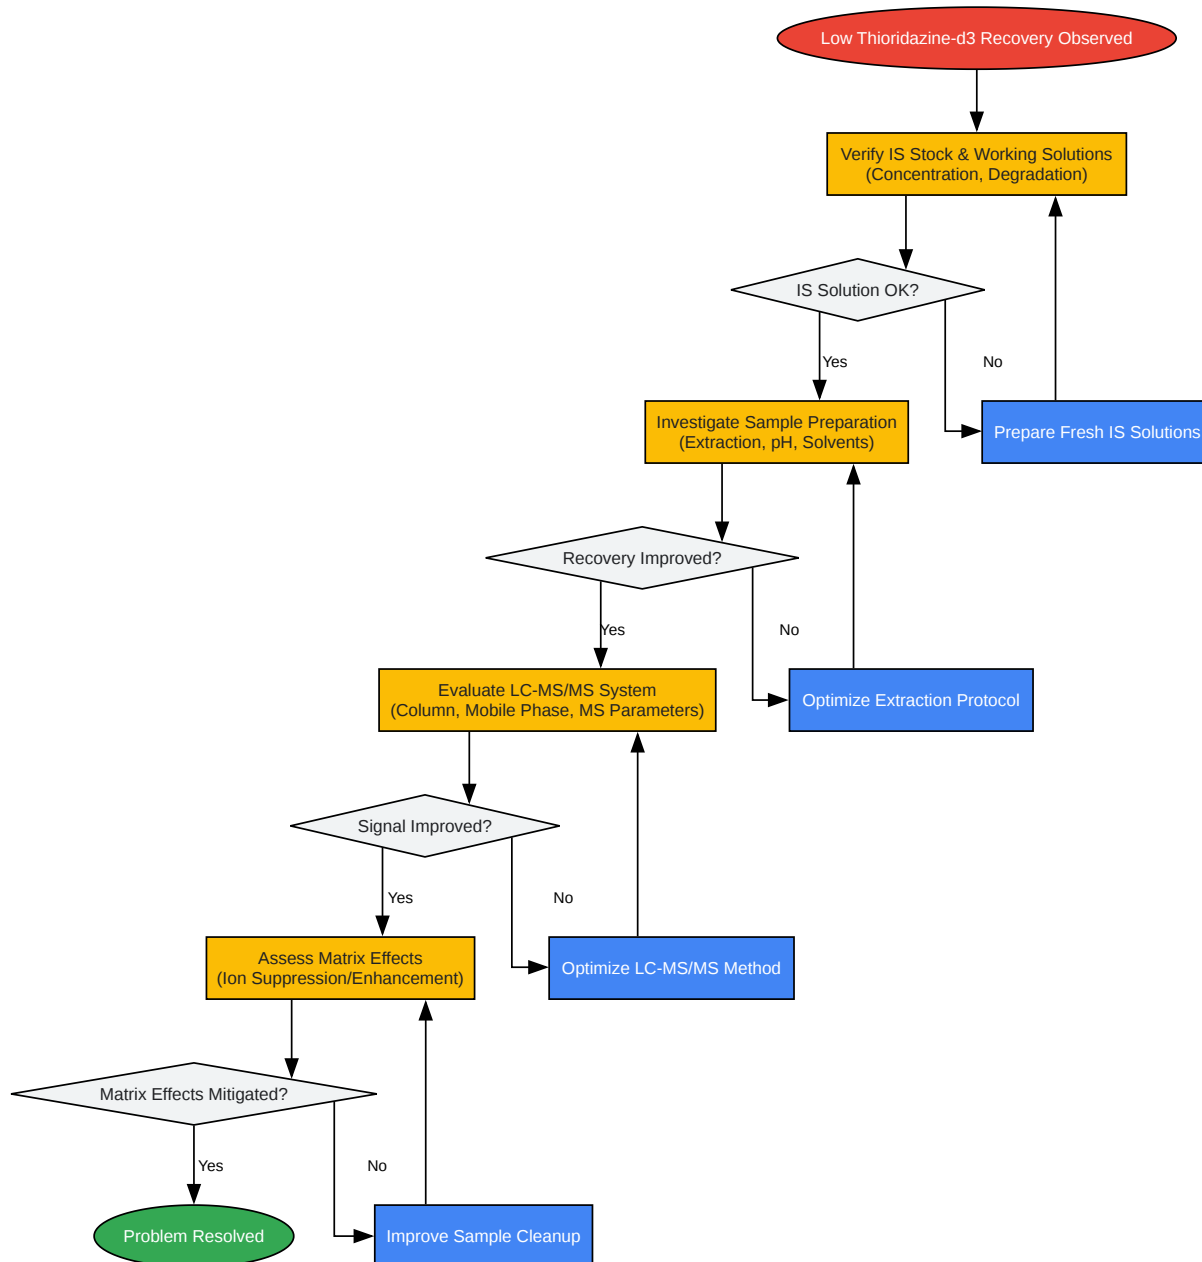 Low Thioridazine-d3 Recovery Observed
Verify IS Stock & Working Solutions
(Concentration, Degradation)
IS Solution OK?
Yes
No
Investigate Sample Preparation
(Extraction, pH, Solvents)
Prepare Fresh IS Solutions
Recovery Improved?
Yes
No
Evaluate LC-MS/MS System
(Column, Mobile Phase, MS Parameters)
Optimize Extraction Protocol
Signal Improved?
Yes
No
Assess Matrix Effects
(Ion Suppression/Enhancement)
Optimize LC-MS/MS Method
Matrix Effects Mitigated?
Yes
No
Problem Resolved
Improve Sample Cleanup